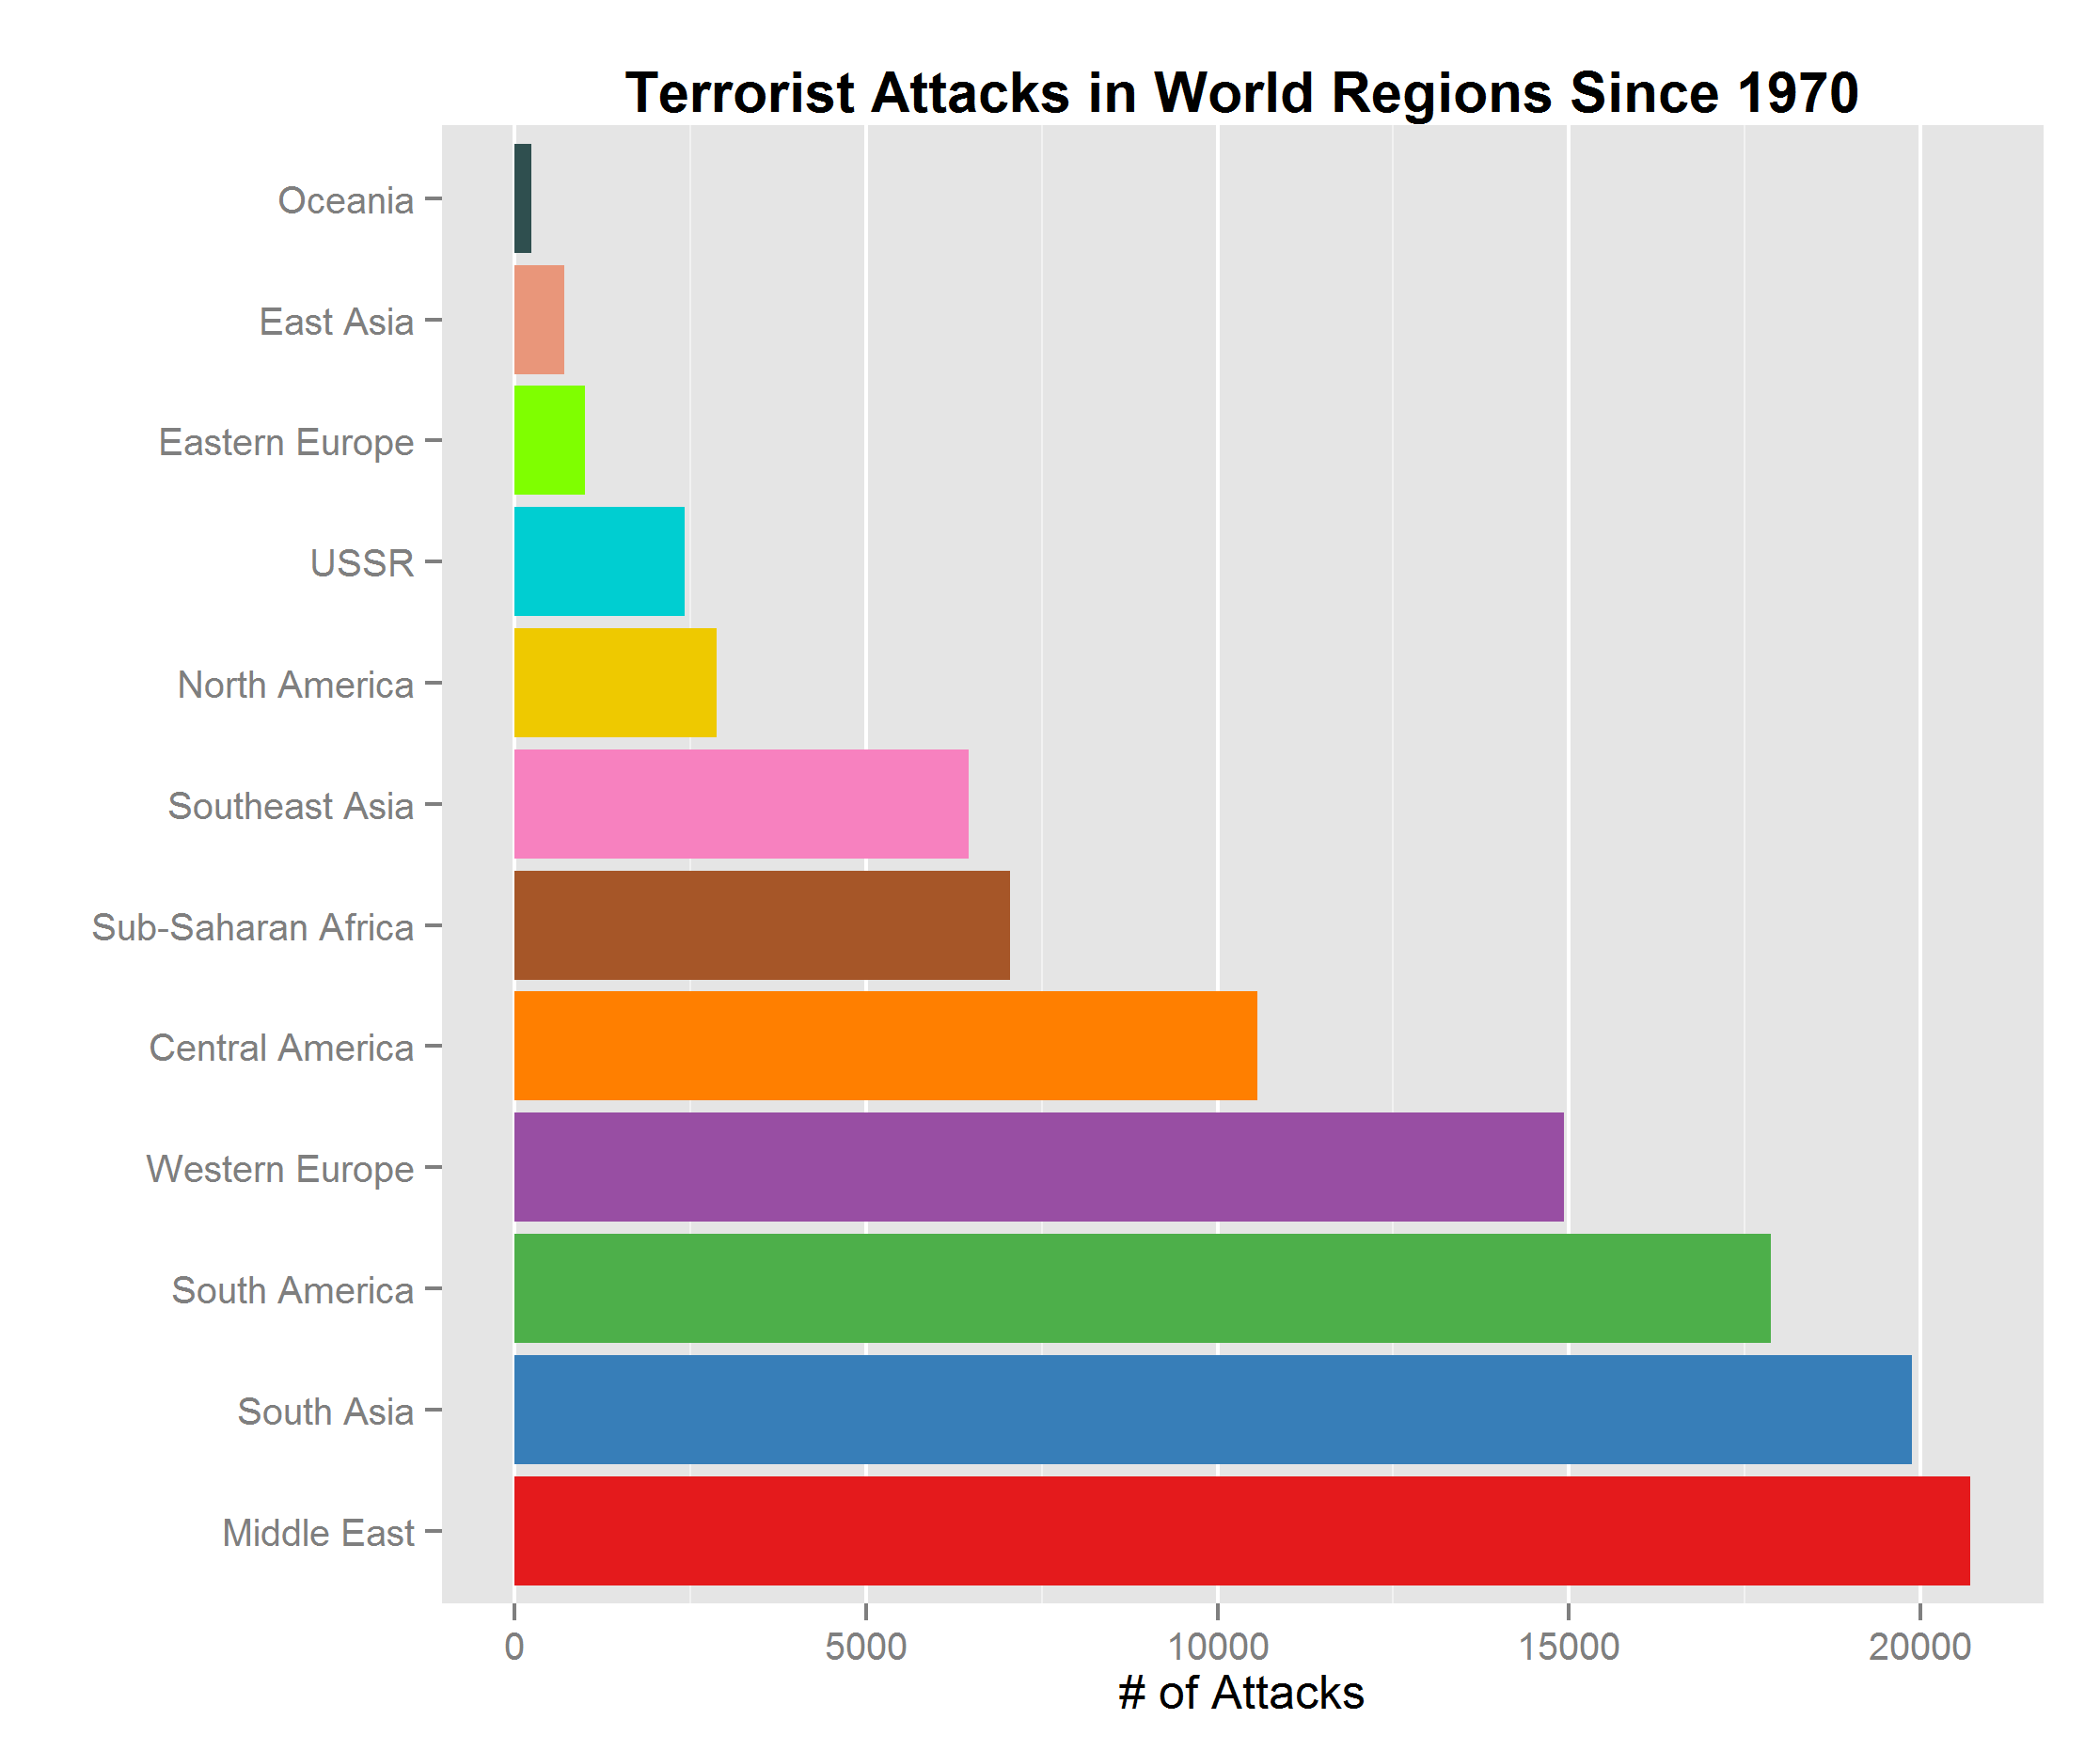 Terrorist Attacks in World Regions Since 1970
Oceania
East Asia
Eastern Europe
USSR
North America
Southeast Asia
Sub-Saharan Africa
Central America
Western Europe
South America
South Asia
Middle East
0 5000 10000 15000 20000
# of Attacks